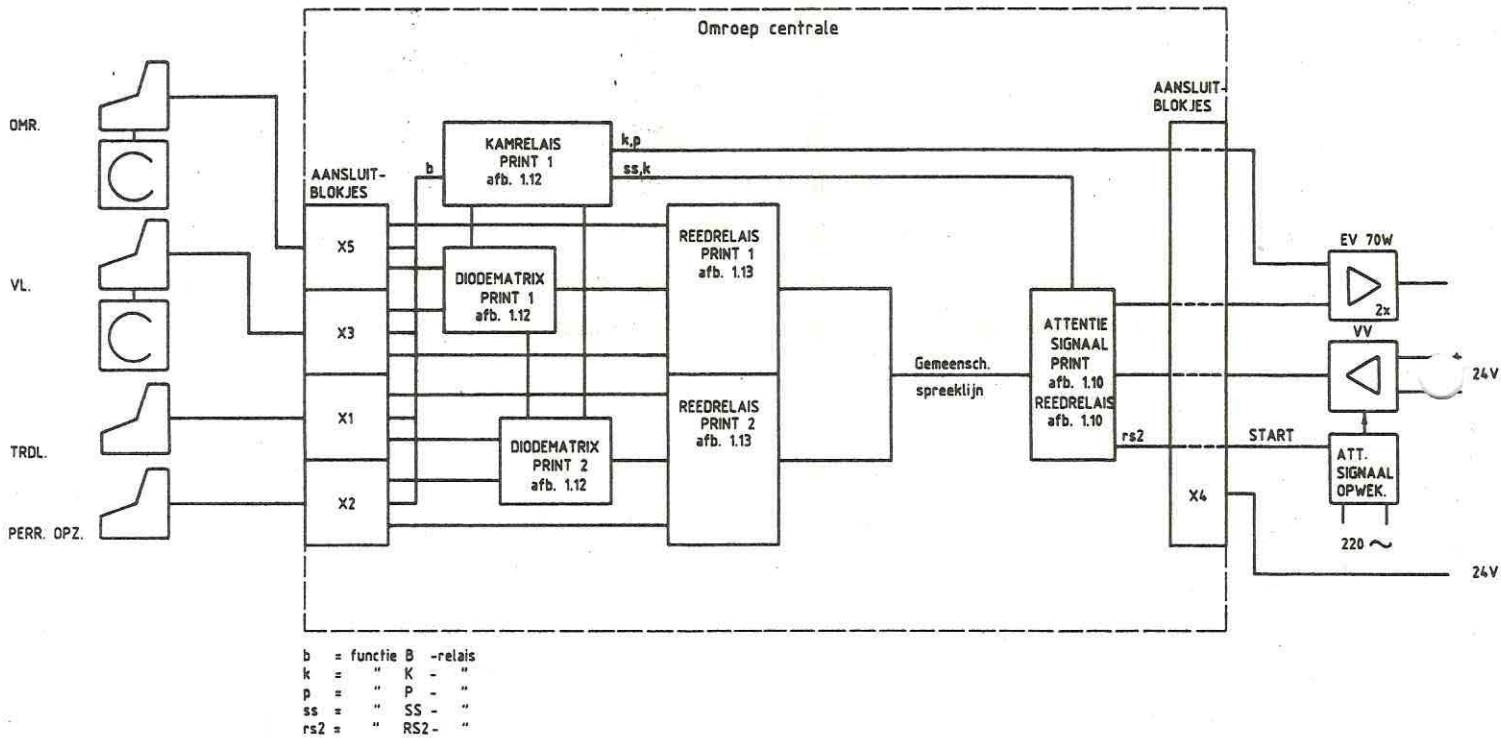 Omroep centrale
OMR.
VL.
TRDL.
PERR. OPZ.
AANSLUIT-
BLOKJES
X5
X3
X1
X2
b
KAMRELAIS
PRINT 1
afb. 1.12
k,p
ss,k
DIODEMATRIX
PRINT 1
afb. 1.12
DIODEMATRIX
PRINT 2
afb. 1.12
REEDRELAIS
PRINT 1
afb. 1.13
REEDRELAIS
PRINT 2
afb. 1.13
Gemeensch.
spreeklijn
ATTENTIE
SIGNAAL
PRINT
afb. 1.10
REEDRELAIS
afb. 1.10
rs2
AANSLUIT-
BLOKJES
X4
START
EV 70W
2x
VV
+
24V
ATT.
SIGNAAL
OPWEK.
220 ~
24V
b = functie B -relais
k = " K - "
p = " P - "
ss = " SS - "
rs2 = " RS2- "